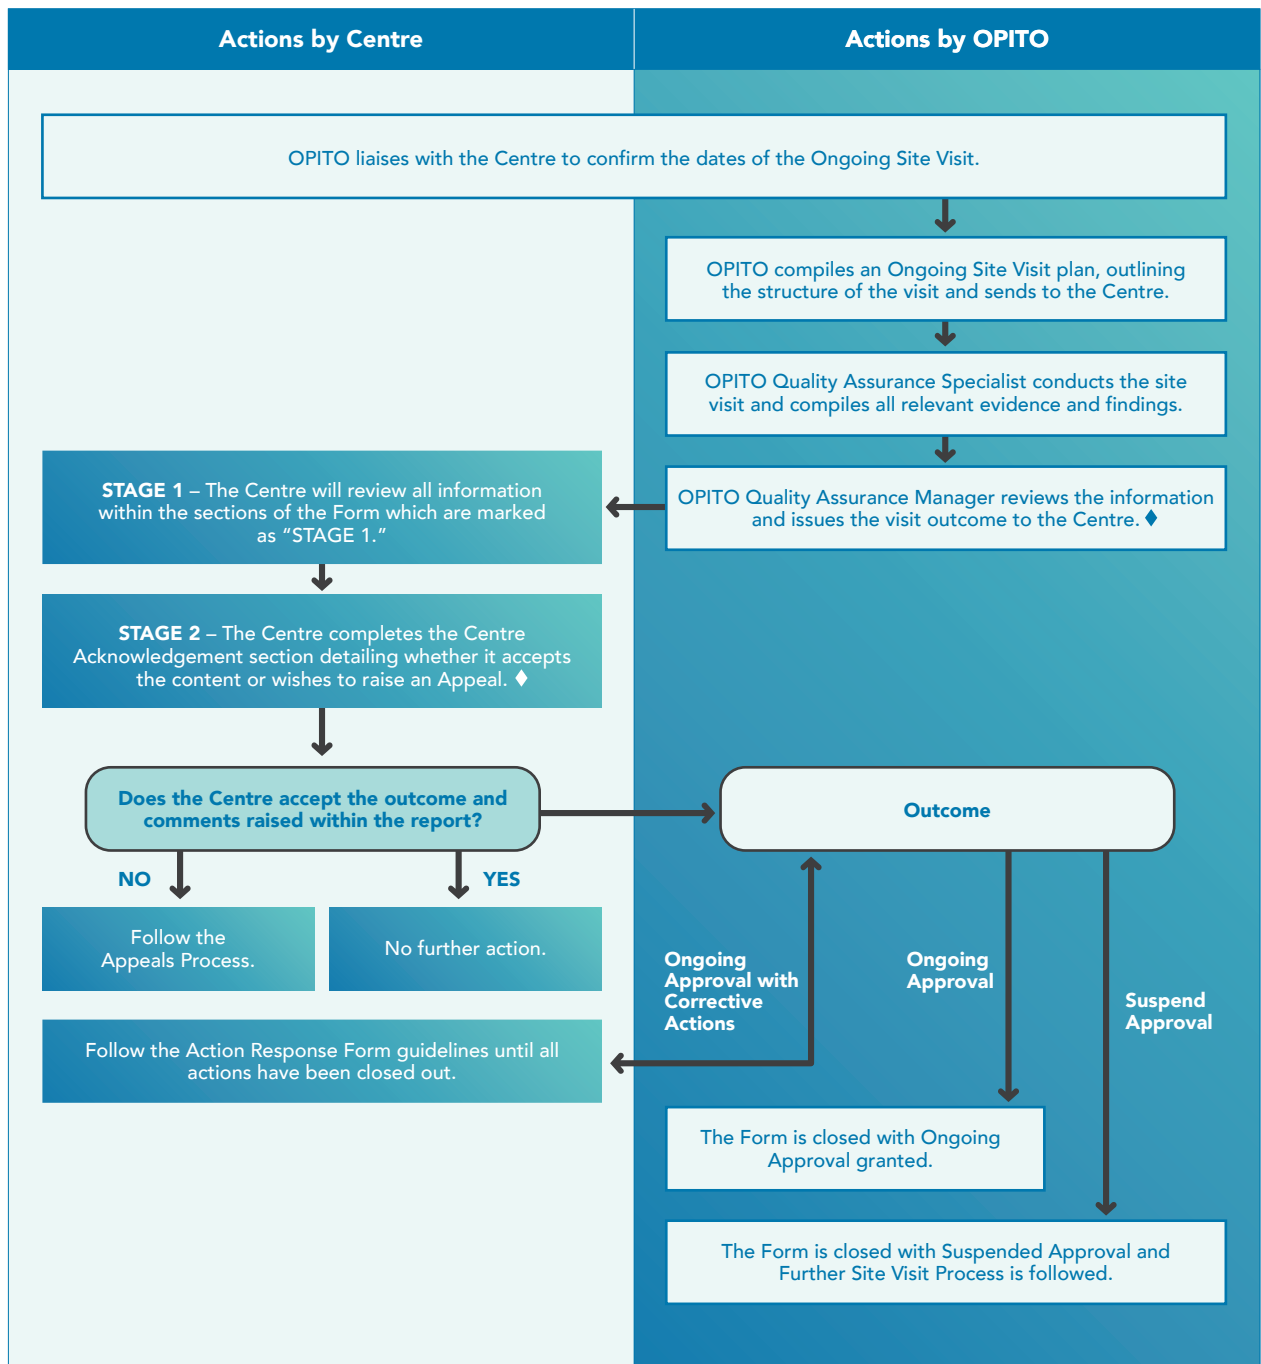 Actions by Centre
Actions by OPITO
OPITO liaises with the Centre to confirm the dates of the Ongoing Site Visit.
OPITO compiles an Ongoing Site Visit plan, outlining
the structure of the visit and sends to the Centre.
OPITO Quality Assurance Specialist conducts the site
visit and compiles all relevant evidence and findings.
OPITO Quality Assurance Manager reviews the information
and issues the visit outcome to the Centre. ♦
STAGE 1 – The Centre will review all information
within the sections of the Form which are marked
as “STAGE 1.”
STAGE 2 – The Centre completes the Centre
Acknowledgement section detailing whether it accepts
the content or wishes to raise an Appeal. ♦
Does the Centre accept the outcome and
comments raised within the report?
Outcome
NO
YES
Follow the
Appeals Process.
No further action.
Ongoing
Approval with
Corrective
Actions
Ongoing
Approval
Suspend
Approval
Follow the Action Response Form guidelines until all
actions have been closed out.
The Form is closed with Ongoing
Approval granted.
The Form is closed with Suspended Approval and
Further Site Visit Process is followed.